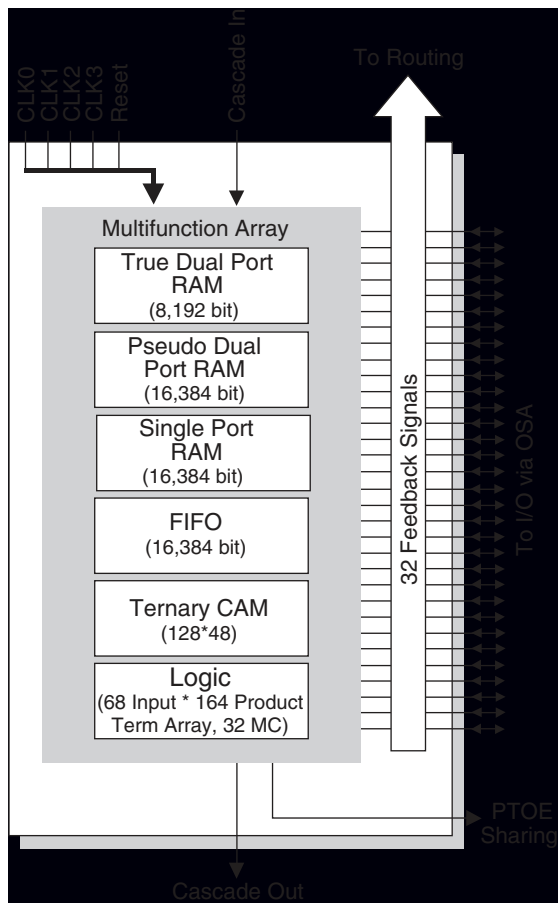 CLK0
CLK1
CLK2
CLK3
Reset
Cascade In
To Routing
Multifunction Array
True Dual Port
RAM
(8,192 bit)
Pseudo Dual
Port RAM
(16,384 bit)
Single Port
RAM
(16,384 bit)
FIFO
(16,384 bit)
Ternary CAM
(128*48)
Logic
(68 Input * 164 Product
Term Array, 32 MC)
32 Feedback Signals
To I/O via OSA
PTOE
Sharing
Cascade Out